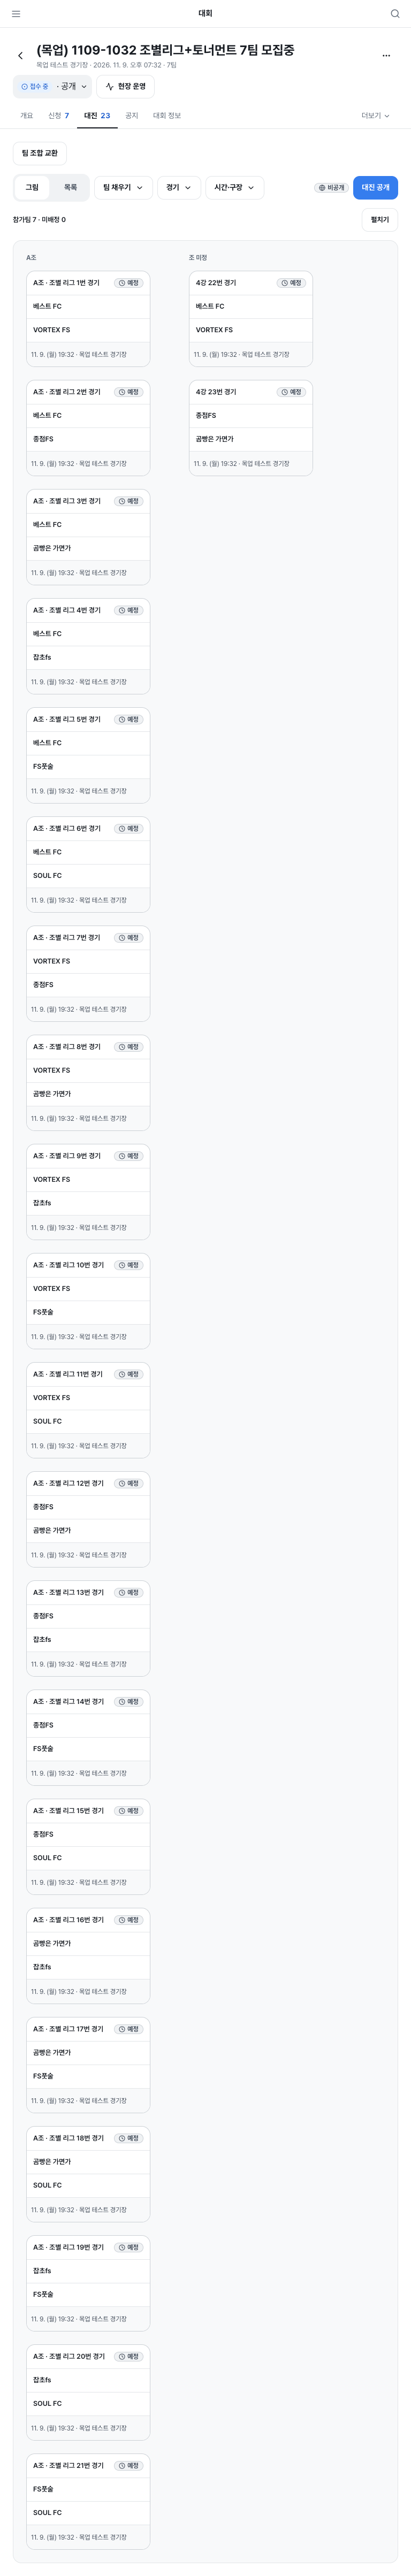 대회
(목업) 1109-1032 조별리그+토너먼트 7팀 모집중
목업 테스트 경기장 · 2026. 11. 9. 오후 07:32 · 7팀
접수 중 · 공개
현장 운영
개요 신청 7 대진 23 공지 대회 정보 더보기
팀 조합 교환
그림 목록 팀 채우기 경기 시간·구장 비공개 대진 공개
참가팀 7 · 미배정 0 펼치기
A조
A조 · 조별 리그 1번 경기 예정
베스트 FC
VORTEX FS
11. 9. (월) 19:32 · 목업 테스트 경기장
A조 · 조별 리그 2번 경기 예정
베스트 FC
종점FS
11. 9. (월) 19:32 · 목업 테스트 경기장
A조 · 조별 리그 3번 경기 예정
베스트 FC
곰빵은 가면가
11. 9. (월) 19:32 · 목업 테스트 경기장
A조 · 조별 리그 4번 경기 예정
베스트 FC
잡초fs
11. 9. (월) 19:32 · 목업 테스트 경기장
A조 · 조별 리그 5번 경기 예정
베스트 FC
FS풋술
11. 9. (월) 19:32 · 목업 테스트 경기장
A조 · 조별 리그 6번 경기 예정
베스트 FC
SOUL FC
11. 9. (월) 19:32 · 목업 테스트 경기장
A조 · 조별 리그 7번 경기 예정
VORTEX FS
종점FS
11. 9. (월) 19:32 · 목업 테스트 경기장
A조 · 조별 리그 8번 경기 예정
VORTEX FS
곰빵은 가면가
11. 9. (월) 19:32 · 목업 테스트 경기장
A조 · 조별 리그 9번 경기 예정
VORTEX FS
잡초fs
11. 9. (월) 19:32 · 목업 테스트 경기장
A조 · 조별 리그 10번 경기 예정
VORTEX FS
FS풋술
11. 9. (월) 19:32 · 목업 테스트 경기장
A조 · 조별 리그 11번 경기 예정
VORTEX FS
SOUL FC
11. 9. (월) 19:32 · 목업 테스트 경기장
A조 · 조별 리그 12번 경기 예정
종점FS
곰빵은 가면가
11. 9. (월) 19:32 · 목업 테스트 경기장
A조 · 조별 리그 13번 경기 예정
종점FS
잡초fs
11. 9. (월) 19:32 · 목업 테스트 경기장
A조 · 조별 리그 14번 경기 예정
종점FS
FS풋술
11. 9. (월) 19:32 · 목업 테스트 경기장
A조 · 조별 리그 15번 경기 예정
종점FS
SOUL FC
11. 9. (월) 19:32 · 목업 테스트 경기장
A조 · 조별 리그 16번 경기 예정
곰빵은 가면가
잡초fs
11. 9. (월) 19:32 · 목업 테스트 경기장
A조 · 조별 리그 17번 경기 예정
곰빵은 가면가
FS풋술
11. 9. (월) 19:32 · 목업 테스트 경기장
A조 · 조별 리그 18번 경기 예정
곰빵은 가면가
SOUL FC
11. 9. (월) 19:32 · 목업 테스트 경기장
A조 · 조별 리그 19번 경기 예정
잡초fs
FS풋술
11. 9. (월) 19:32 · 목업 테스트 경기장
A조 · 조별 리그 20번 경기 예정
잡초fs
SOUL FC
11. 9. (월) 19:32 · 목업 테스트 경기장
A조 · 조별 리그 21번 경기 예정
FS풋술
SOUL FC
11. 9. (월) 19:32 · 목업 테스트 경기장
조 미정
4강 22번 경기 예정
베스트 FC
VORTEX FS
11. 9. (월) 19:32 · 목업 테스트 경기장
4강 23번 경기 예정
종점FS
곰빵은 가면가
11. 9. (월) 19:32 · 목업 테스트 경기장